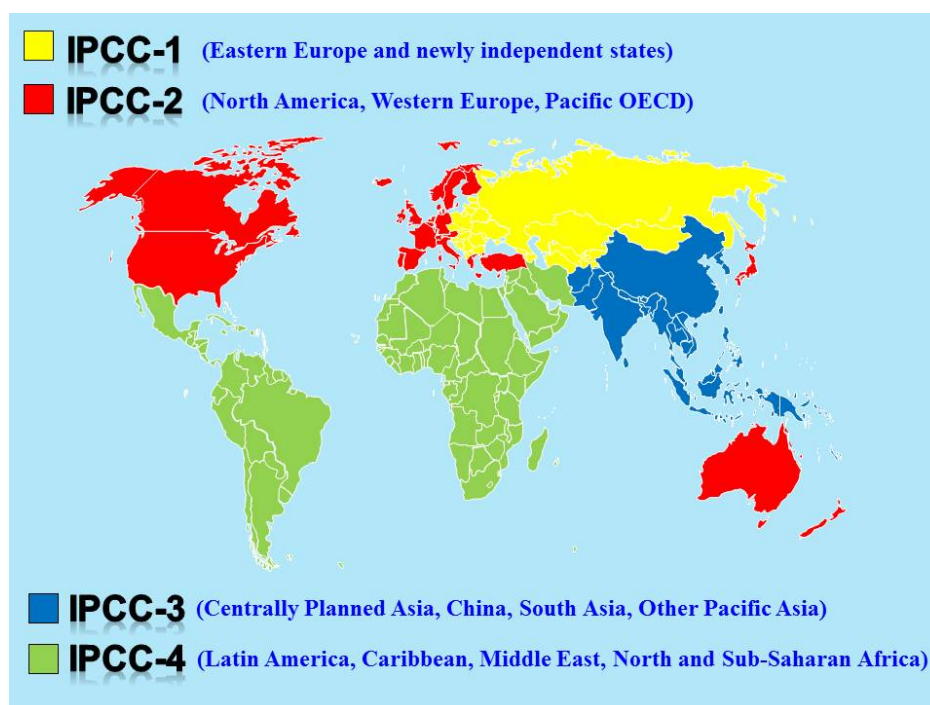 IPCC-1 (Eastern Europe and newly independent states)
IPCC-2 (North America, Western Europe, Pacific OECD)
IPCC-3 (Centrally Planned Asia, China, South Asia, Other Pacific Asia)
IPCC-4 (Latin America, Caribbean, Middle East, North and Sub-Saharan Africa)